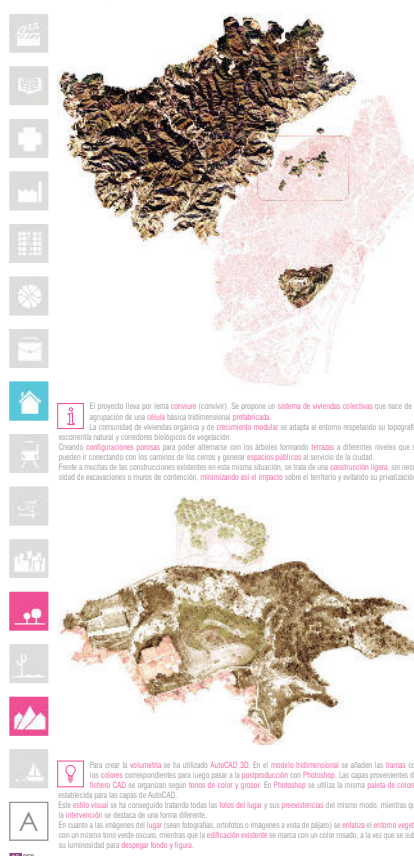 El proyecto lleva por lema conviure (convivir). Se propone un sistema de viviendas colectivas que nace de
agrupación de una célula básica tridimensional prefabricada.
La comunidad de viviendas orgánica y de crecimiento modular se adapta al entorno respetando su topografí
escorrentía natural y corredores biológicos de vegetación.
Creando configuraciones porosas para poder alternarse con los árboles formando terrazas a diferentes niveles que s
pueden ir conectando con los caminos de los cerros y generar espacios públicos al servicio de la ciudad.
Frente a muchas de las construcciones existentes en esta misma situación, se trata de una construcción ligera, sin nece
sidad de excavaciones o muros de contención, minimizando así el impacto sobre el territorio y evitando su privatización
Para crear la volumetría se ha utilizado AutoCAD 3D. En el modelo tridimensional se añaden las tramas co
los colores correspondientes para luego pasar a la postproducción con Photoshop. Las capas provenientes d
fichero CAD se organizan según tonos de color y grosor. En Photoshop se utiliza la misma paleta de colore
establecida para las capas de AutoCAD.
Este estilo visual se ha conseguido tratando todas las fotos del lugar y sus preexistencias del mismo modo, mientras qu
la intervención se destaca de una forma diferente.
En cuanto a las imágenes del lugar (sean fotografías, ortofotos o imágenes a vista de pájaro) se enfatiza el entorno veget
con un mismo tono verde oscuro, mientras que la edificación existente se marca con un color rosado, a la vez que se sub
su luminosidad para despegar fondo y figura.
A